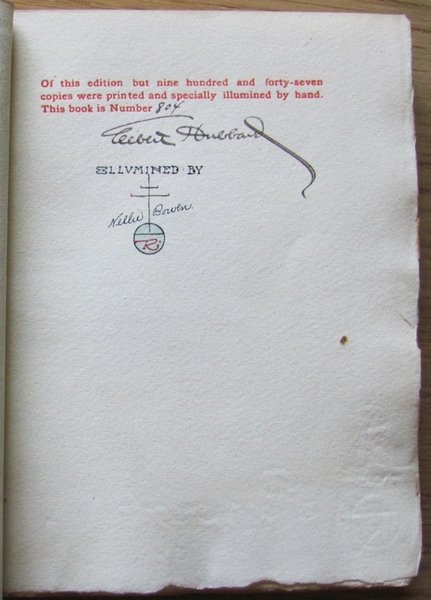 Of this edition but nine hundred and forty-seven
copies were printed and specially illumined by hand.
This book is Number 804
Elbert Hubbard
ILLVMINED BY
Nellie Bowen
R